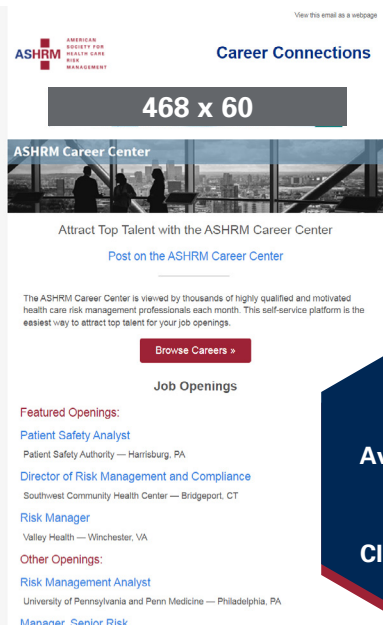 View this email as a webpage
ASHRM
AMERICAN
SOCIETY FOR
HEALTH CARE
RISK
MANAGEMENT
Career Connections
468 x 60
ASHRM Career Center
Attract Top Talent with the ASHRM Career Center
Post on the ASHRM Career Center
The ASHRM Career Center is viewed by thousands of highly qualified and motivated
health care risk management professionals each month. This self-service platform is the
easiest way to attract top talent for your job openings.
Browse Careers »
Job Openings
Featured Openings:
Patient Safety Analyst
Patient Safety Authority — Harrisburg, PA
Director of Risk Management and Compliance
Southwest Community Health Center — Bridgeport, CT
Risk Manager
Valley Health — Winchester, VA
Other Openings:
Risk Management Analyst
University of Pennsylvania and Penn Medicine — Philadelphia, PA
Manager, Senior Risk